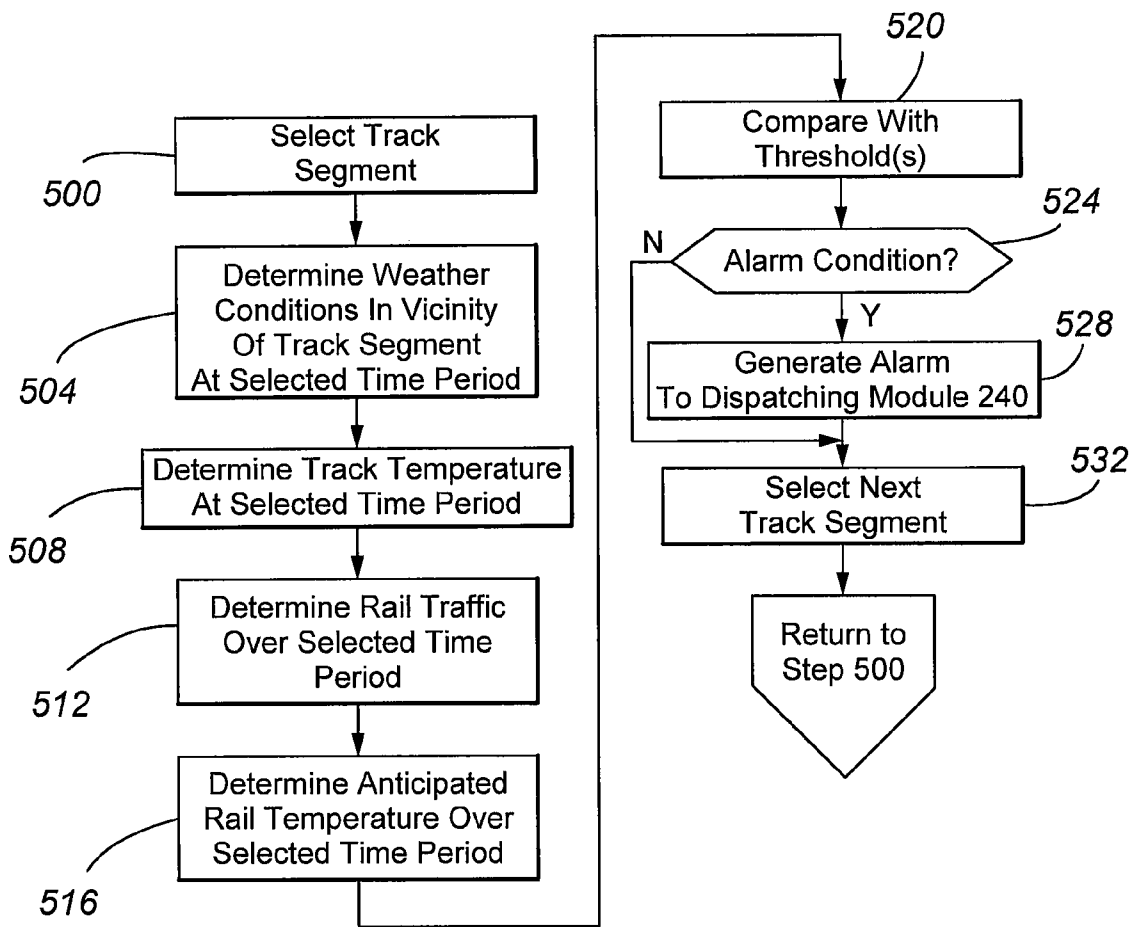 Select Track
Segment
500
Determine Weather
Conditions In Vicinity
Of Track Segment
At Selected Time Period
504
Determine Track Temperature
At Selected Time Period
508
Determine Rail Traffic
Over Selected Time
Period
512
Determine Anticipated
Rail Temperature Over
Selected Time Period
516
520
Compare With
Threshold(s)
524
N
Alarm Condition?
Y
528
Generate Alarm
To Dispatching Module 240
532
Select Next
Track Segment
Return to
Step 500